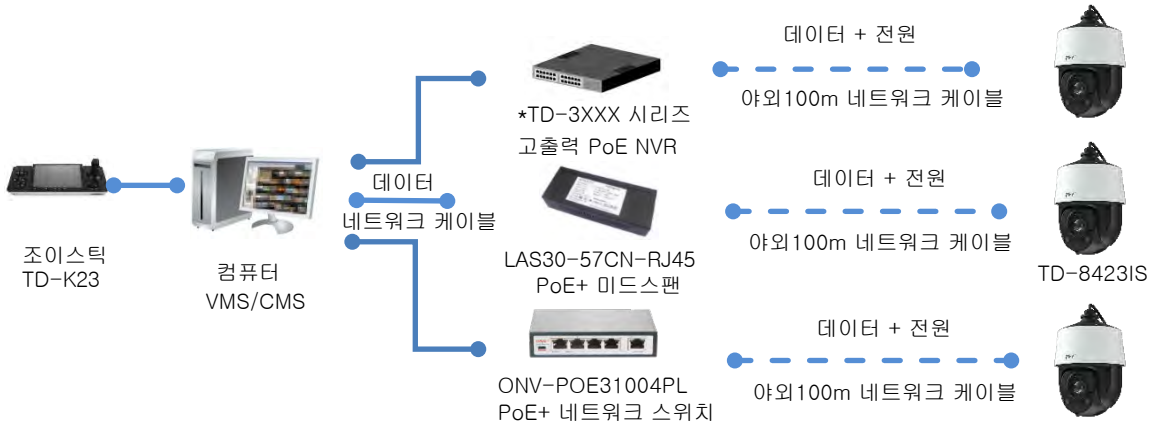 데이터 + 전원
야외100m 네트워크 케이블
*TD-3XXX 시리즈
고출력 PoE NVR
데이터
네트워크 케이블
데이터 + 전원
야외100m 네트워크 케이블
조이스틱
TD-K23
컴퓨터
VMS/CMS
LAS30-57CN-RJ45
PoE+ 미드스팬
TD-8423IS
데이터 + 전원
야외100m 네트워크 케이블
ONV-POE31004PL
PoE+ 네트워크 스위치